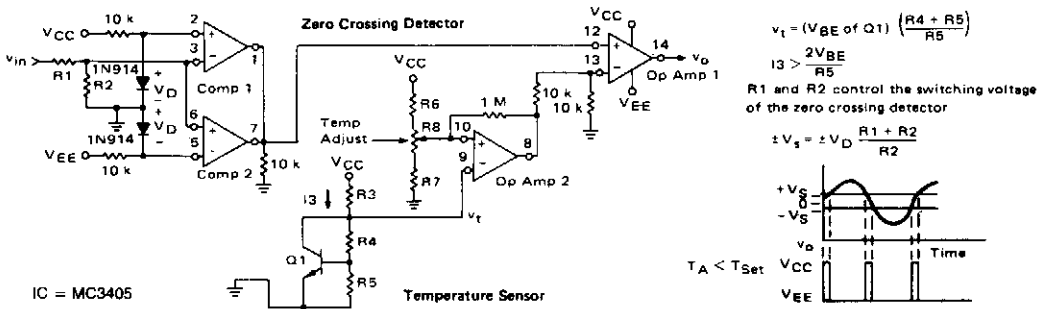 Zero Crossing Detector
10 k
VCC
vin
R1
R2
1N914
+
VD
−
+
VD
−
1N914
VEE
10 k
2
3
+
−
1
Comp 1
6
5
+
−
7
Comp 2
10 k
VCC
R6
R8
Temp
Adjust
R7
1 M
10
9
+
−
8
Op Amp 2
10 k
10 k
12
13
+
−
VCC
VEE
14
vo
Op Amp 1
VCC
I3
R3
vt
R4
Q1
R5
Temperature Sensor
IC = MC3405
vt = (VBE of Q1) (R4 + R5 / R5)
I3 > 2VBE / R5
R1 and R2 control the switching voltage
of the zero crossing detector
± Vs = ± VD R1 + R2 / R2
+VS
0
−VS
vo
Time
TA < TSet
VCC
VEE